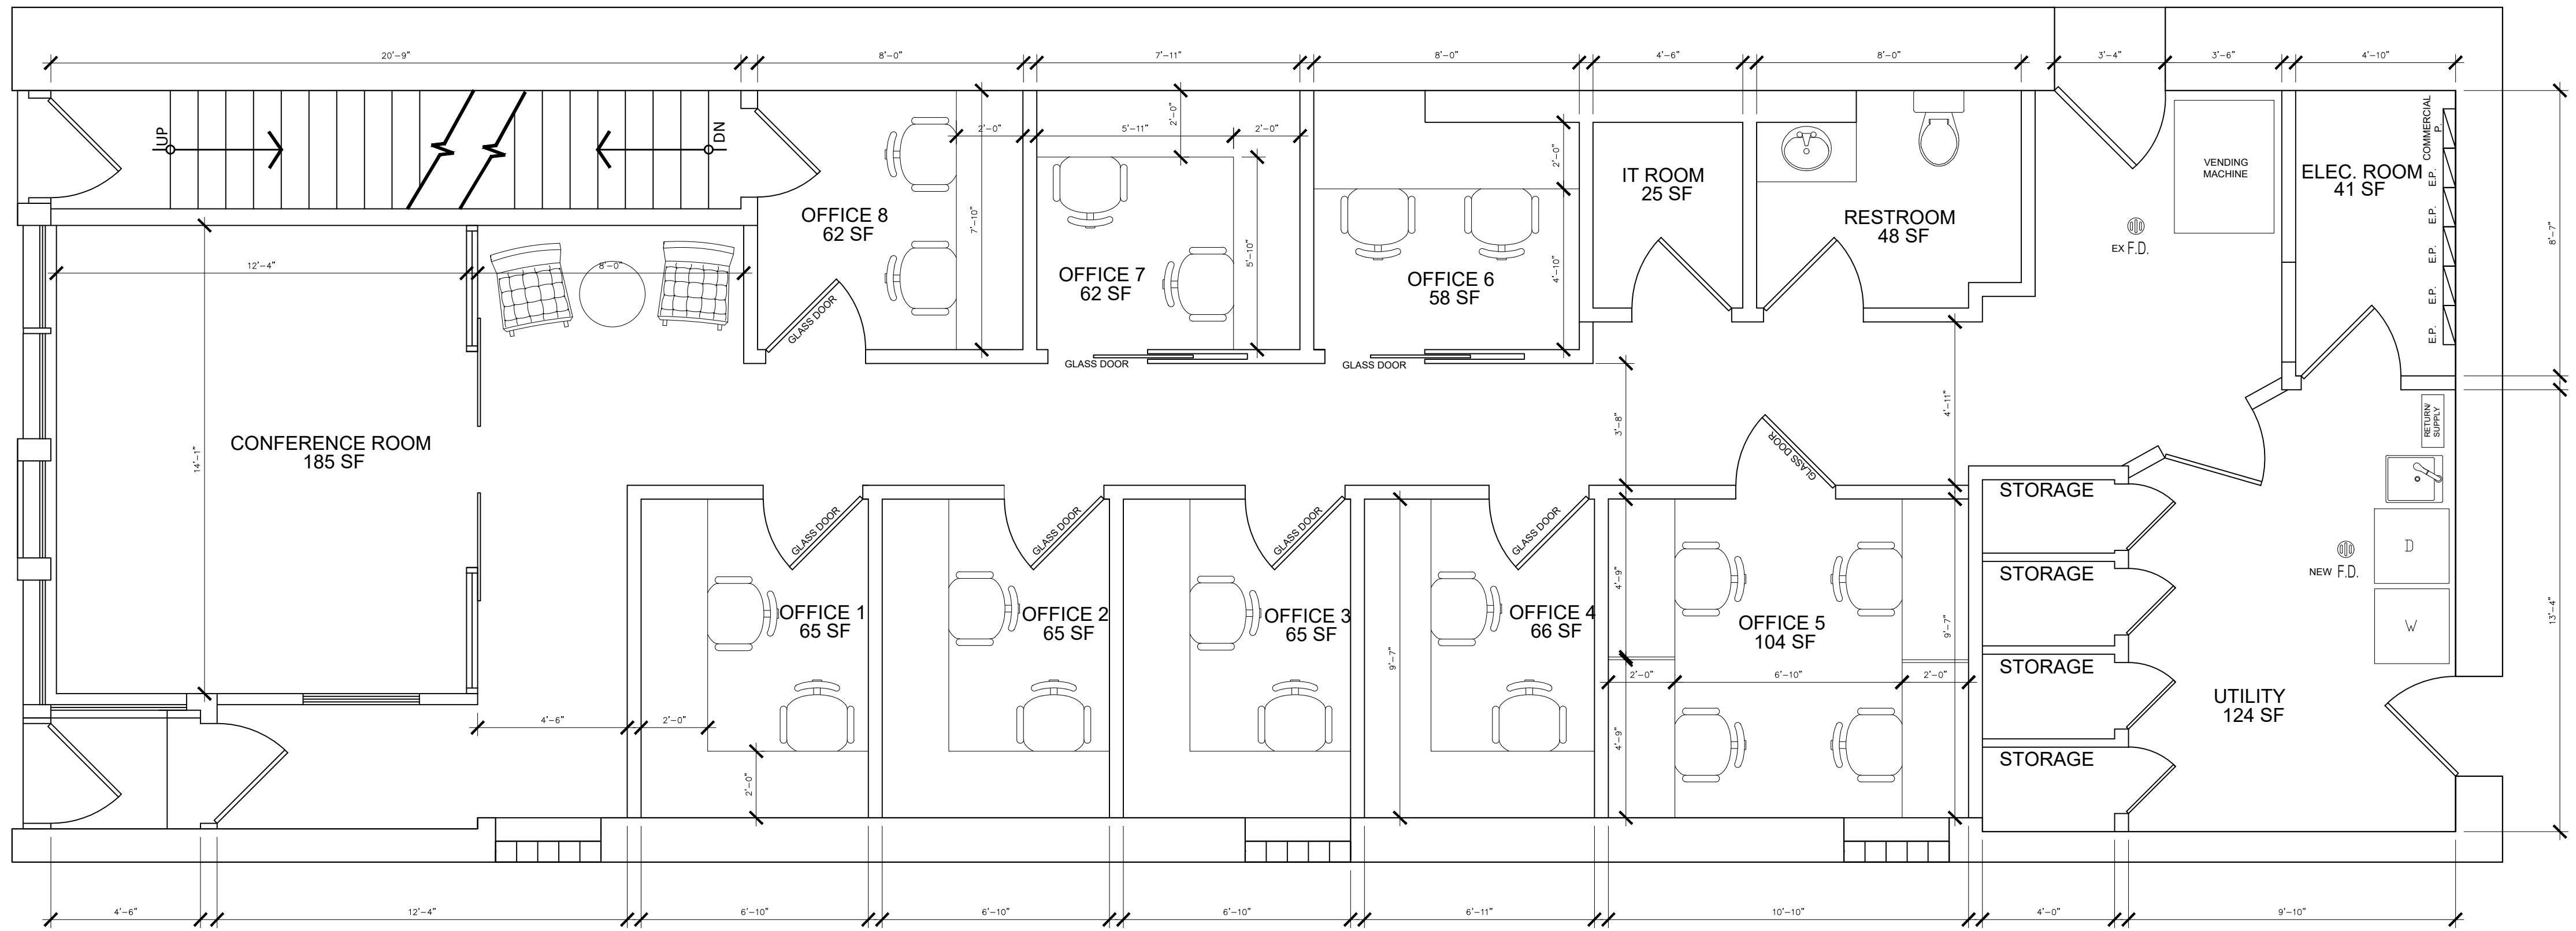 20'-9"
8'-0"
7'-11"
8'-0"
4'-6"
8'-0"
3'-4"
3'-6"
4'-10"
UP
DN
2'-0"
2'-0"
5'-11"
2'-0"
2'-0"
COMMERCIAL
P.
E.P.
E.P.
E.P.
E.P.
E.P.
VENDING
MACHINE
IT ROOM
25 SF
ELEC. ROOM
41 SF
OFFICE 8
62 SF
7'-10"
RESTROOM
48 SF
EX F.D.
8'-7"
12'-4"
8'-0"
OFFICE 7
62 SF
5'-10"
OFFICE 6
58 SF
4'-10"
GLASS DOOR
GLASS DOOR
GLASS DOOR
CONFERENCE ROOM
185 SF
14'-1"
3'-8"
4'-11"
GLASS DOOR
RETURN/
SUPPLY
STORAGE
GLASS DOOR
GLASS DOOR
GLASS DOOR
GLASS DOOR
D
NEW F.D.
STORAGE
4'-9"
OFFICE 1
65 SF
OFFICE 2
65 SF
OFFICE 3
65 SF
OFFICE 4
66 SF
OFFICE 5
104 SF
9'-7"
W
13'-4"
9'-7"
STORAGE
2'-0"
6'-10"
2'-0"
UTILITY
124 SF
4'-6"
2'-0"
4'-9"
STORAGE
2'-0"
4'-6"
12'-4"
6'-10"
6'-10"
6'-10"
6'-11"
10'-10"
4'-0"
9'-10"